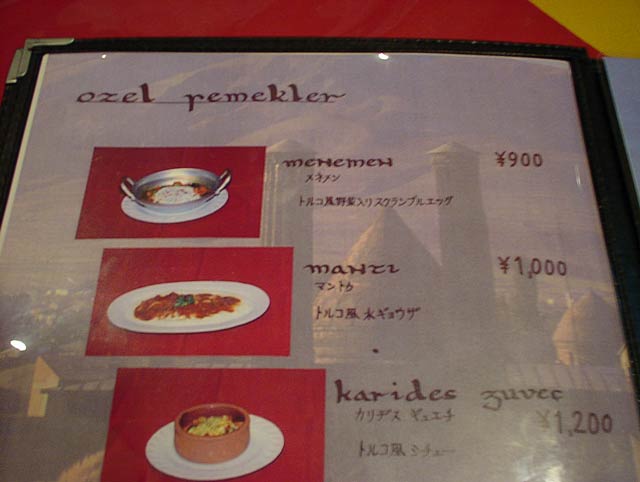 ozel yemekler
menemen ¥900
メネメン
トルコ風野菜入りスクランブルエッグ
mantı ¥1,000
マントゥ
トルコ風 水ギョウザ
karides guveç
カリデス ギュエチ ¥1,200
トルコ風 シチュー